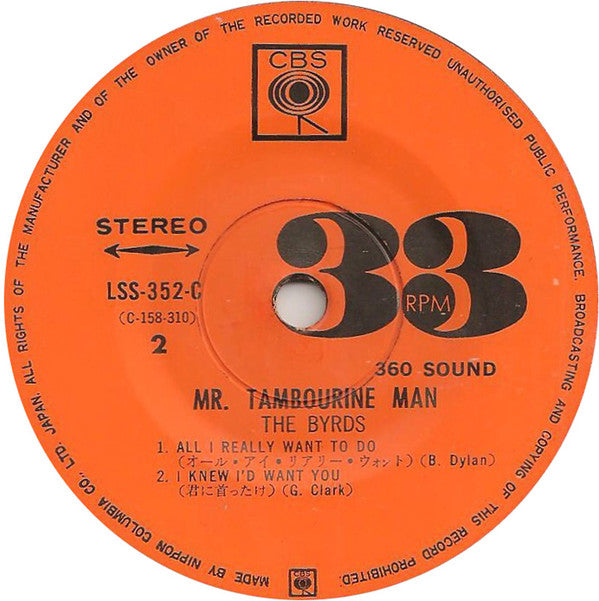 MADE BY NIPPON COLUMBIA CO., LTD. JAPAN. ALL RIGHTS OF THE MANUFACTURER AND OF THE OWNER OF THE RECORDED WORK RESERVED UNAUTHORISED PUBLIC PERFORMANCE. BROADCASTING AND COPYING OF THIS RECORD PROHIBITED
CBS
STEREO
LSS-352-C
(C-158-310)
2
33
RPM
360 SOUND
MR. TAMBOURINE MAN
THE BYRDS
1. ALL I REALLY WANT TO DO
(オール・アイ・リアリー・ウォント) (B. Dylan)
2. I KNEW I'D WANT YOU
(君に首ったけ) (G. Clark)
CBS